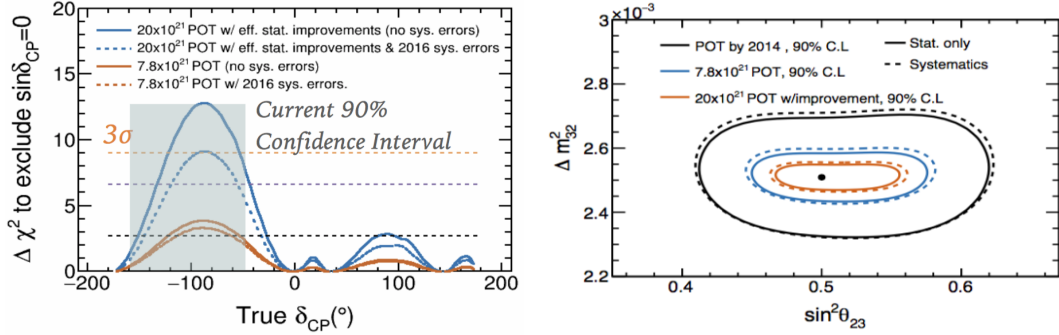 20x10²¹ POT w/ eff. stat. improvements (no sys. errors)
20x10²¹ POT w/ eff. stat. improvements & 2016 sys. errors
7.8x10²¹ POT (no sys. errors)
7.8x10²¹ POT w/ 2016 sys. errors.
Current 90%
Confidence Interval
3σ
Δ χ² to exclude sinδCP=0
20
15
10
5
0
−200
−100
0
100
200
True δCP(°)
×10⁻³
POT by 2014 , 90% C.L
7.8x10²¹ POT, 90% C.L
20x10²¹ POT w/improvement, 90% C.L
Stat. only
Systematics
Δ m²₃₂
3
2.8
2.6
2.4
2.2
0.4
0.5
0.6
sin²θ₂₃